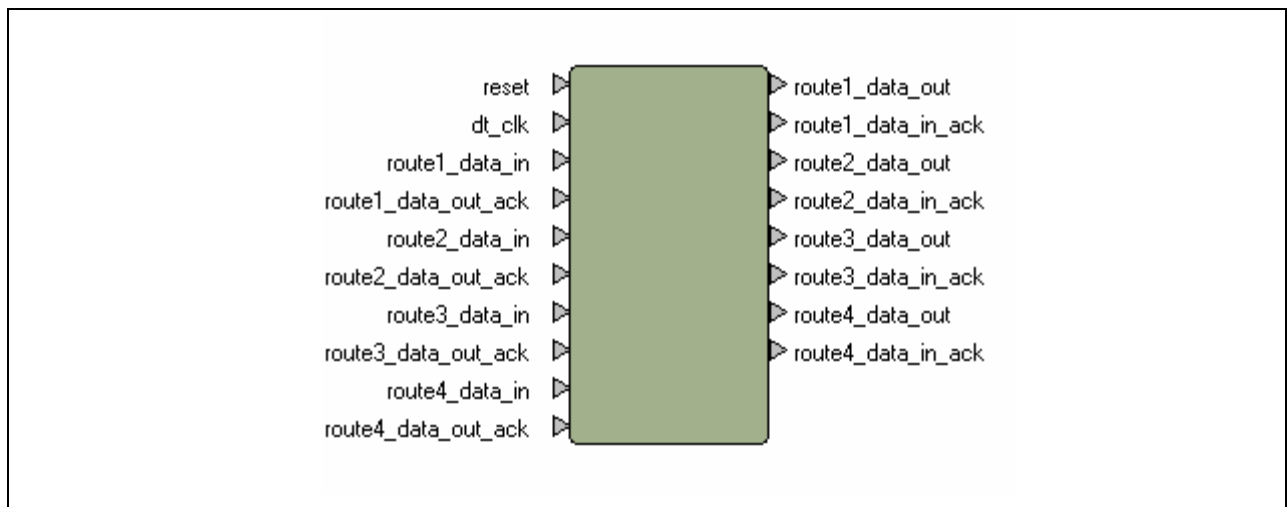 reset
dt_clk
route1_data_in
route1_data_out_ack
route2_data_in
route2_data_out_ack
route3_data_in
route3_data_out_ack
route4_data_in
route4_data_out_ack
route1_data_out
route1_data_in_ack
route2_data_out
route2_data_in_ack
route3_data_out
route3_data_in_ack
route4_data_out
route4_data_in_ack